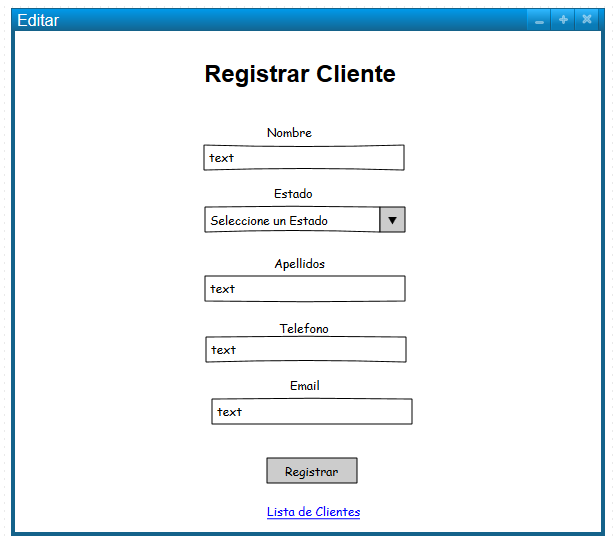 Editar
Registrar Cliente
Nombre
text
Estado
Seleccione un Estado
Apellidos
text
Telefono
text
Email
text
Registrar
Lista de Clientes